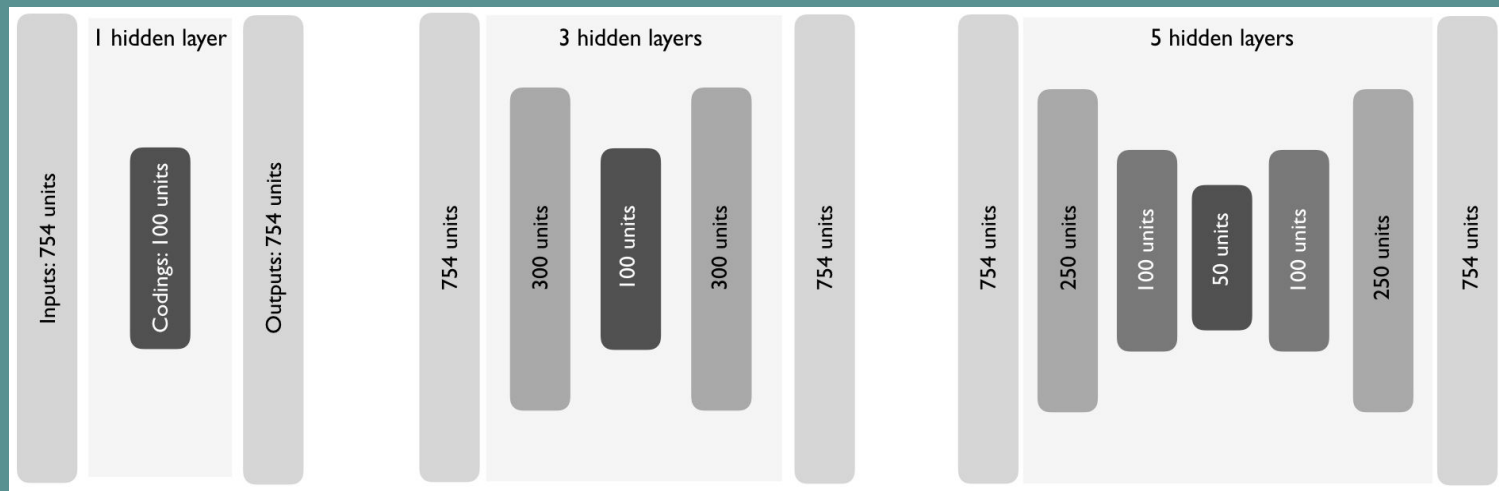 1 hidden layer
Inputs: 754 units
Codings: 100 units
Outputs: 754 units
3 hidden layers
754 units
300 units
100 units
300 units
754 units
5 hidden layers
754 units
250 units
100 units
50 units
100 units
250 units
754 units